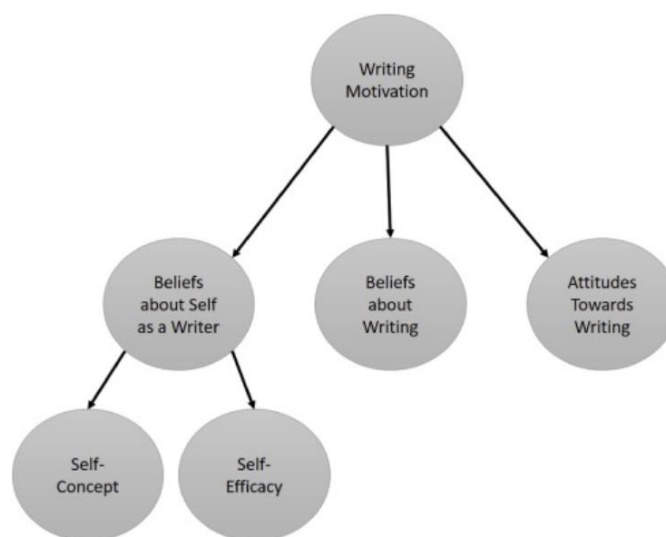 Writing
Motivation
Beliefs
about Self
as a Writer
Beliefs
about
Writing
Attitudes
Towards
Writing
Self-
Concept
Self-
Efficacy